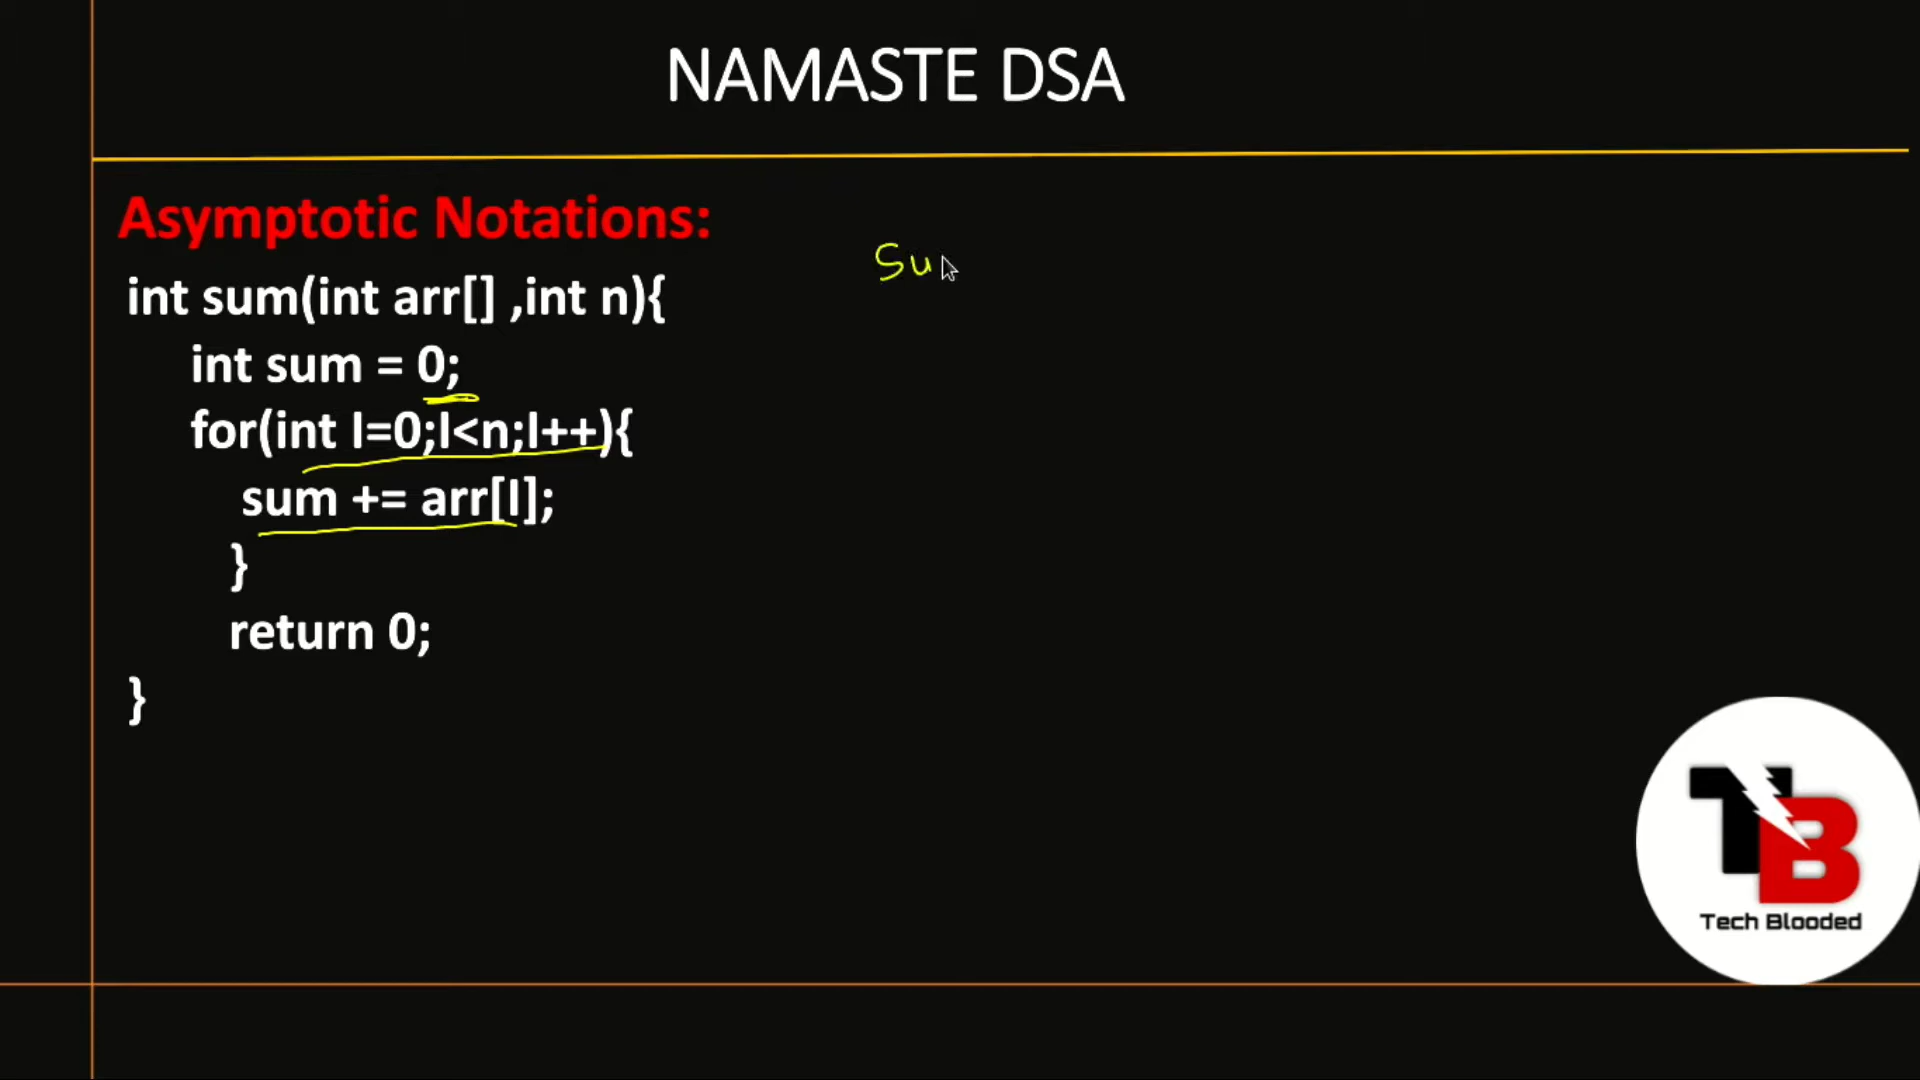 NAMASTE DSA
Asymptotic Notations:
Su
int sum(int arr[] ,int n){
int sum = 0;
for(int I=0;I<n;I++){
sum += arr[I];
}
return 0;
}
TB
Tech Blooded